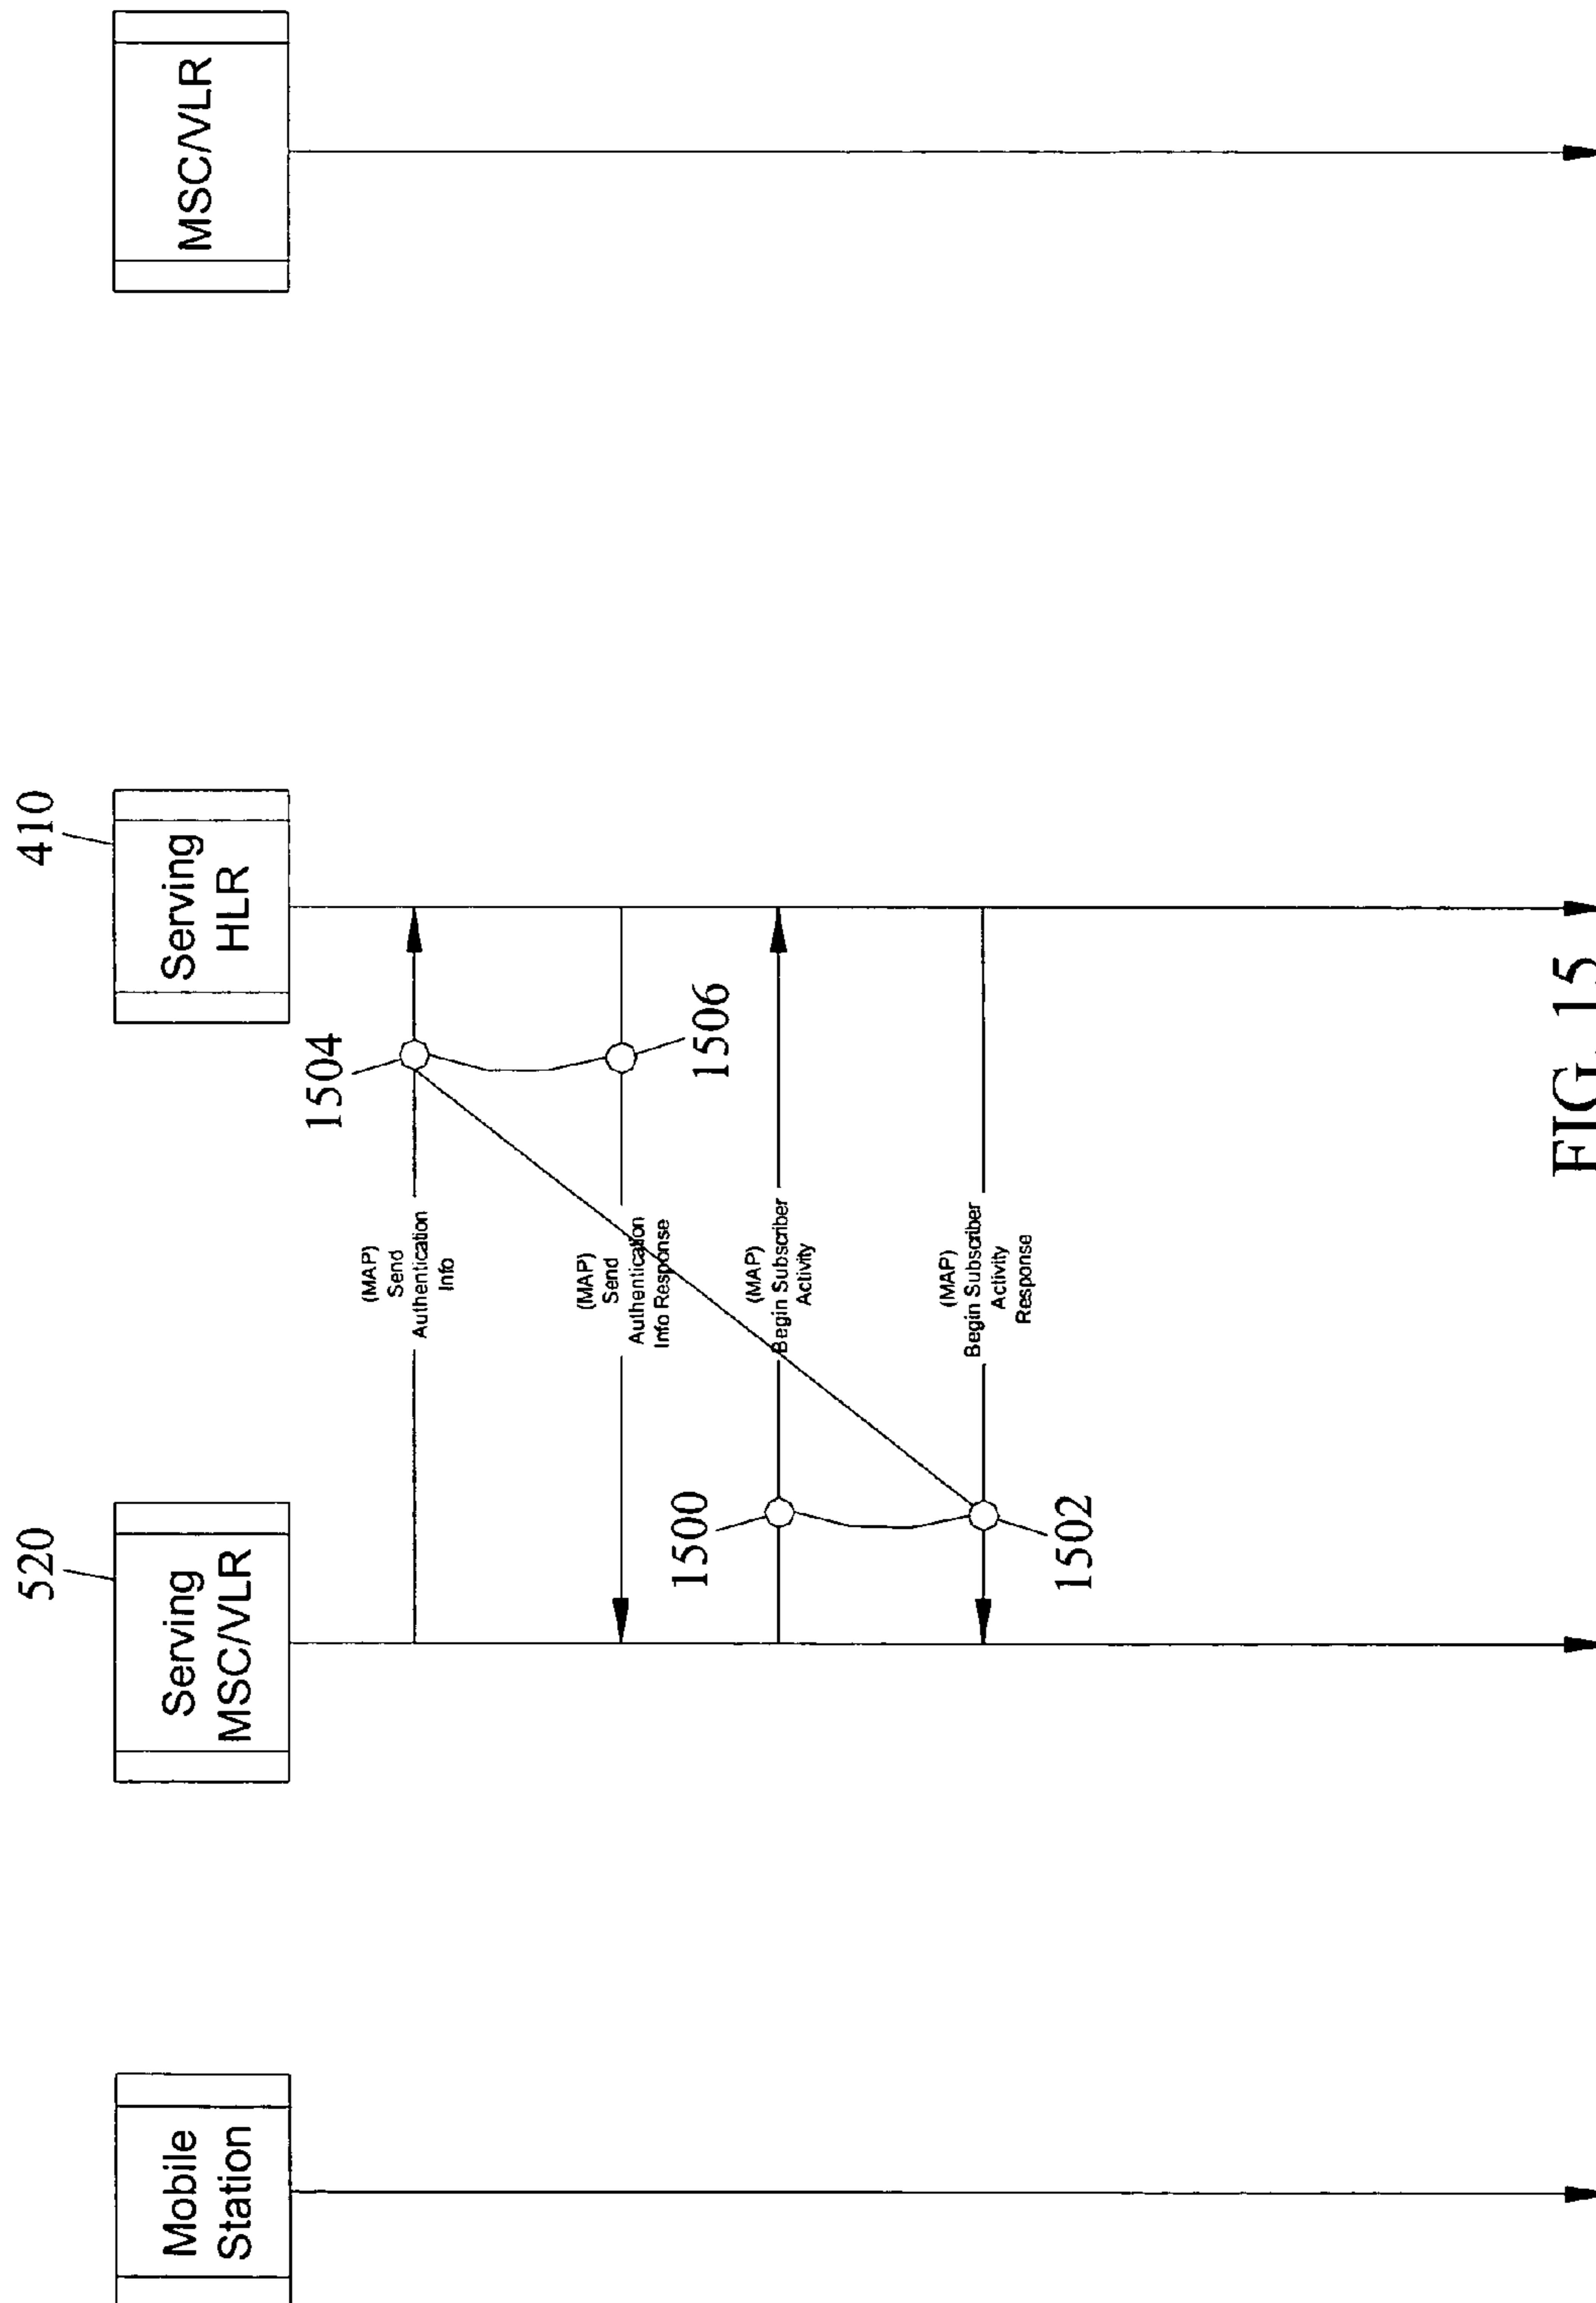 520
410
Mobile
Station
Serving
MSC/VLR
Serving
HLR
MSC/VLR
(MAP)
Send
Authentication
Info
1504
(MAP)
Send
Authentication
Info Response
1506
1500
(MAP)
Begin Subscriber
Activity
(MAP)
Begin Subscriber
Activity
Response
1502
FIG. 15